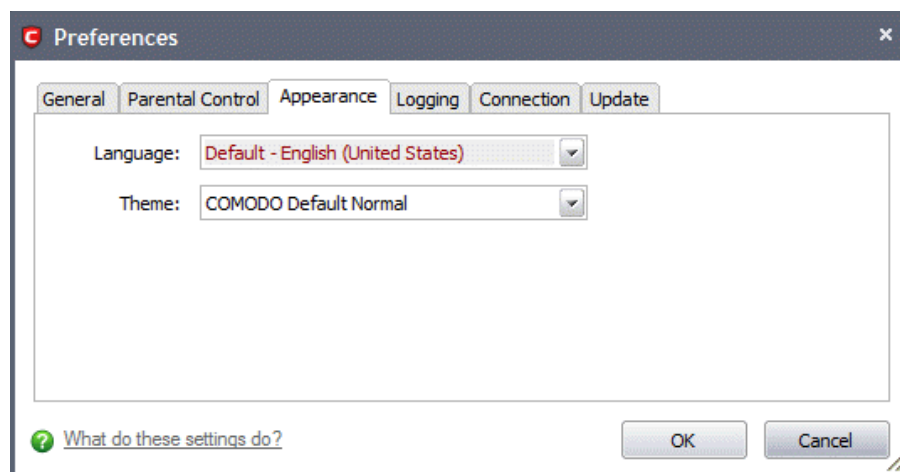 Preferences
General Parental Control Appearance Logging Connection Update
Language: Default - English (United States)
Theme: COMODO Default Normal
What do these settings do?
OK Cancel